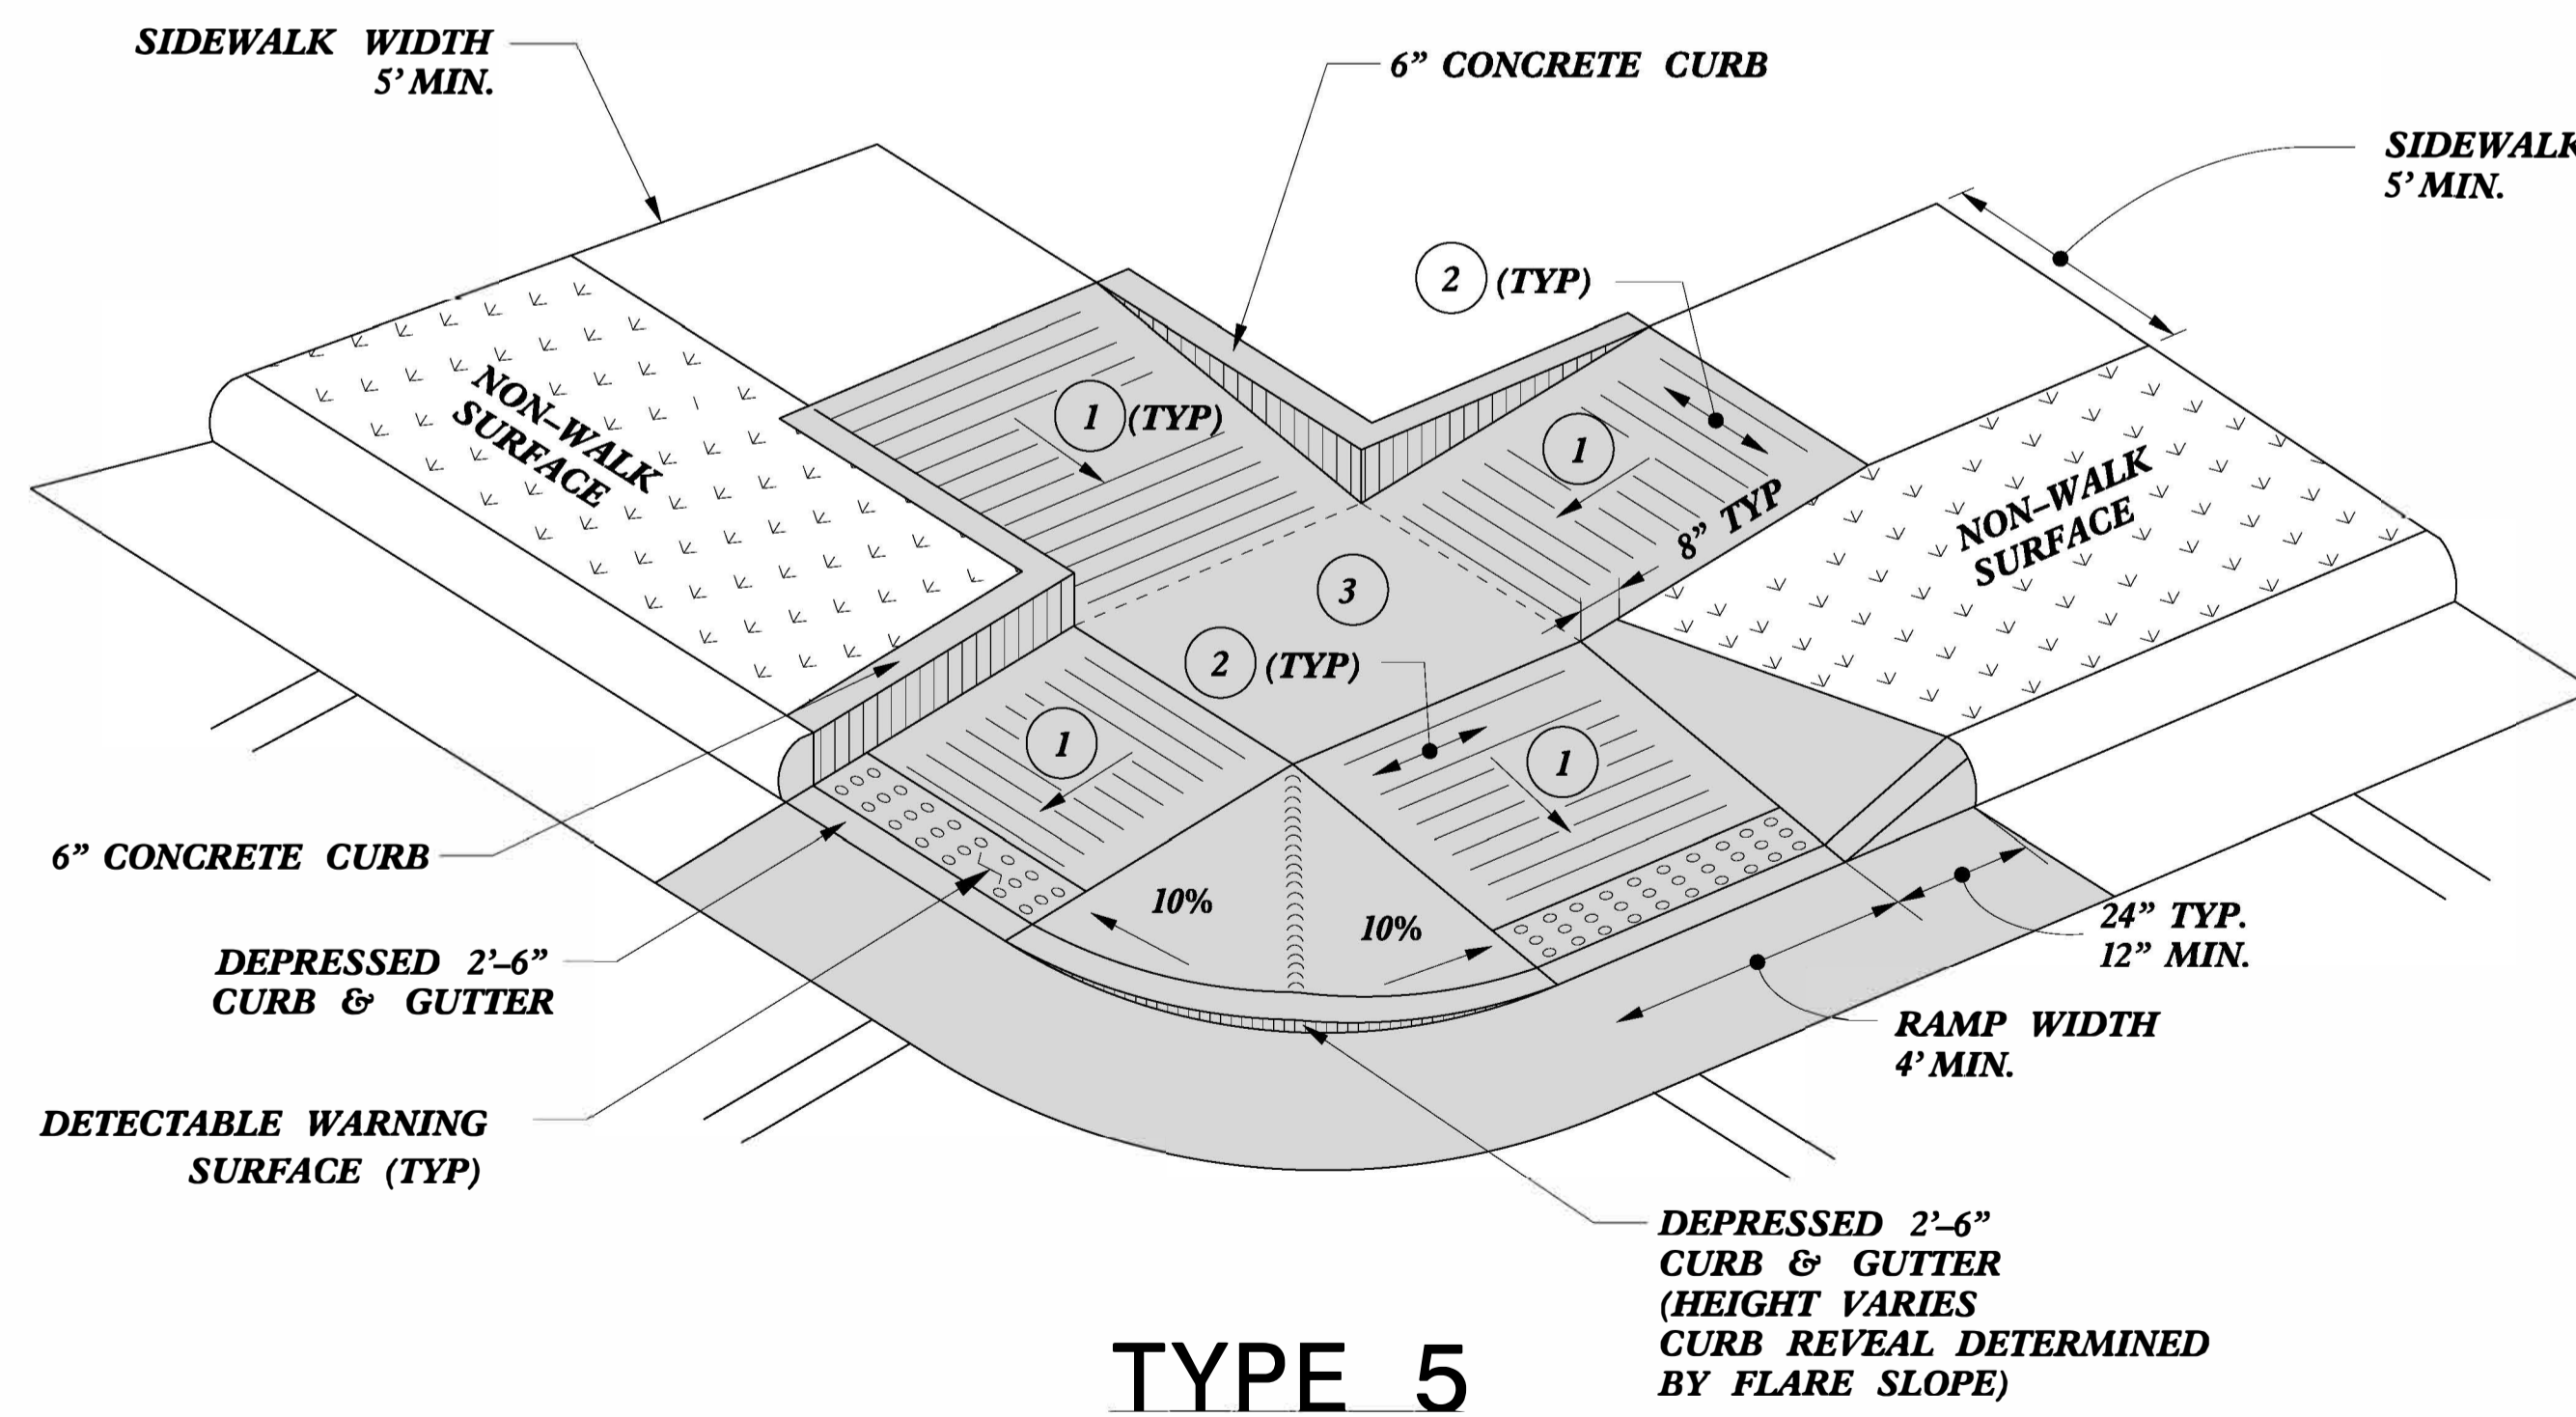 SIDEWALK WIDTH
5' MIN.
6" CONCRETE CURB
SIDEWALK
5' MIN.
2 (TYP)
NON-WALK
SURFACE
1 (TYP)
1
8" TYP
NON-WALK
SURFACE
3
2 (TYP)
1
1
6" CONCRETE CURB
10%
10%
24" TYP.
12" MIN.
DEPRESSED 2'-6"
CURB & GUTTER
RAMP WIDTH
4' MIN.
DETECTABLE WARNING
SURFACE (TYP)
DEPRESSED 2'-6"
CURB & GUTTER
(HEIGHT VARIES
CURB REVEAL DETERMINED
BY FLARE SLOPE)
TYPE 5